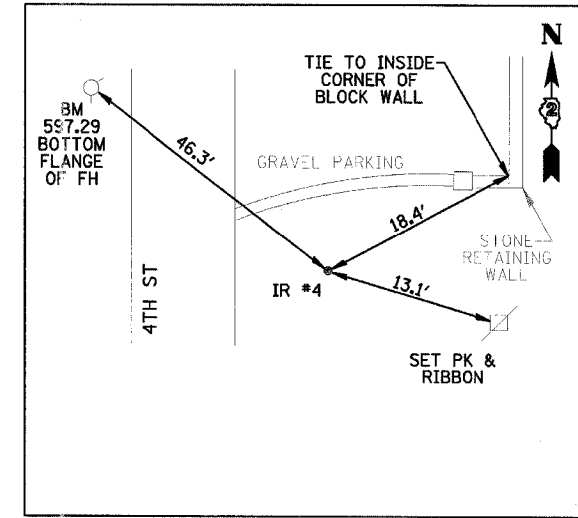 TIE TO INSIDE
CORNER OF
BLOCK WALL
N
2
BM
597.29
BOTTOM
FLANGE
OF FH
46.3'
GRAVEL PARKING
18.4'
STONE
RETAINING
WALL
IR #4
13.1'
4TH ST
SET PK &
RIBBON